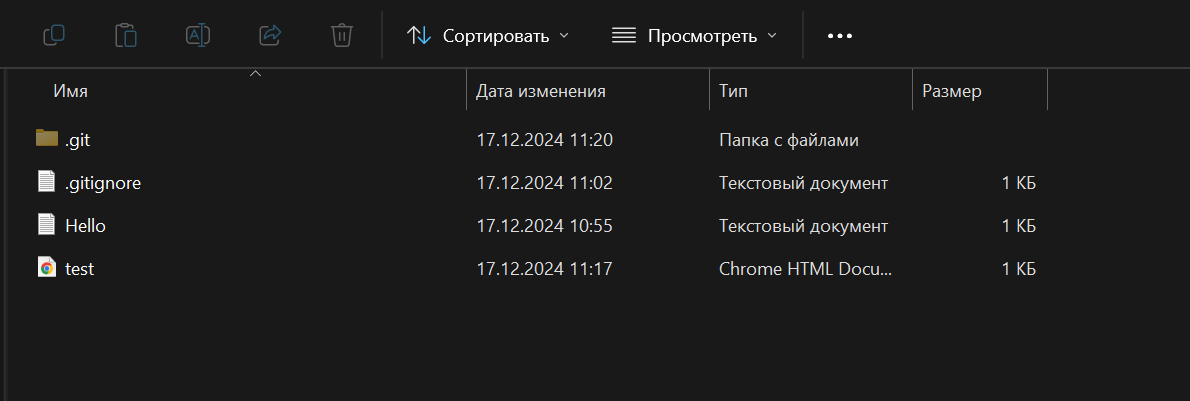 Сортировать Просмотреть
Имя Дата изменения Тип Размер
.git 17.12.2024 11:20 Папка с файлами
.gitignore 17.12.2024 11:02 Текстовый документ 1 КБ
Hello 17.12.2024 10:55 Текстовый документ 1 КБ
test 17.12.2024 11:17 Chrome HTML Docu... 1 КБ